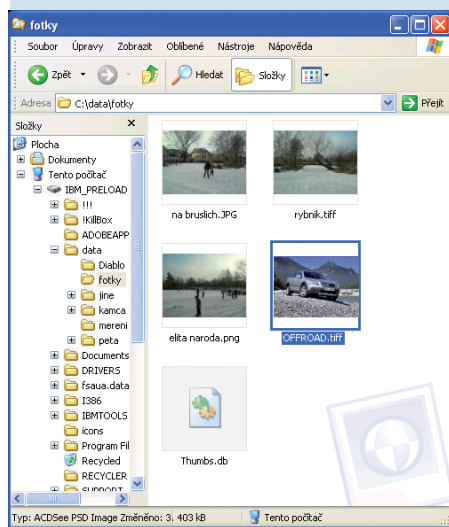 fotky
Soubor Úpravy Zobrazit Oblíbené Nástroje Nápověda
Zpět Hledat Složky
Adresa C:\data\fotky Přejít
Složky x
Plocha
Dokumenty
Tento počítač
IBM_PRELOAD
!!!
!KillBox
ADOBEAPP
data
Diablo
fotky
jine
kamca
mereni
peta
Documents
DRIVERS
fsaua.data
I386
IBMTOOLS
icons
Program Fil
Recycled
RECYCLER
SUPPORT
na bruslich.JPG rybnik.tiff
elita naroda.png OFFROAD.tiff
Thumbs.db
Typ: ACDSee PSD Image Změněno: 3. 403 kB Tento počítač